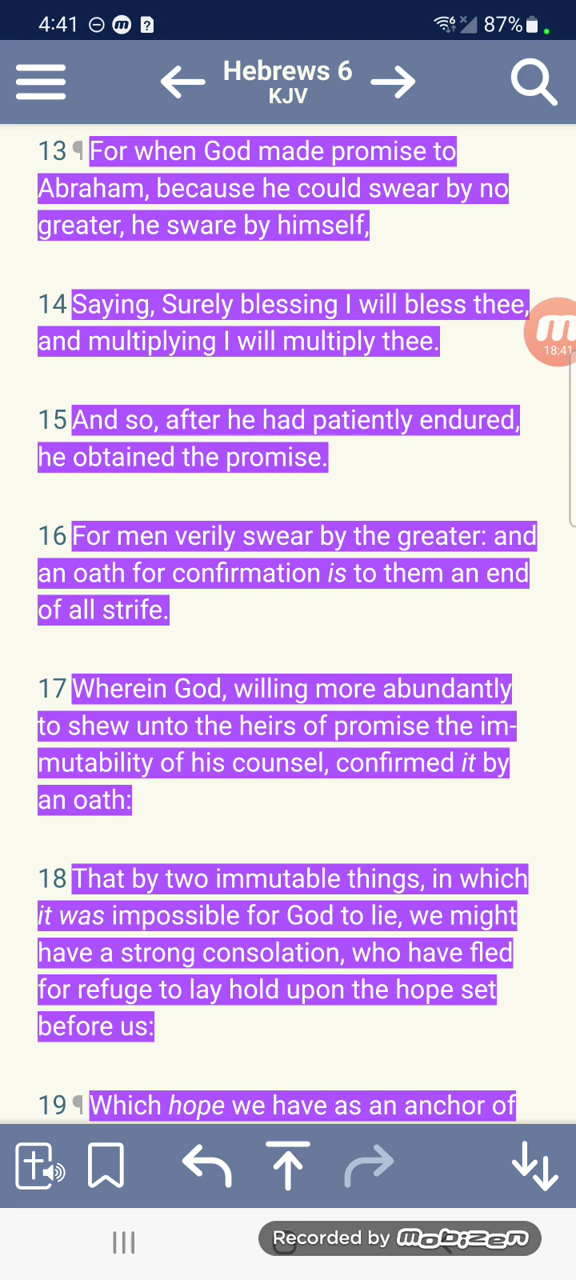 4:41 87%
Hebrews 6
KJV
13 ¶ For when God made promise to
Abraham, because he could swear by no
greater, he sware by himself,
14 Saying, Surely blessing I will bless thee,
and multiplying I will multiply thee.
18:41
15 And so, after he had patiently endured,
he obtained the promise.
16 For men verily swear by the greater: and
an oath for confirmation is to them an end
of all strife.
17 Wherein God, willing more abundantly
to shew unto the heirs of promise the im-
mutability of his counsel, confirmed it by
an oath:
18 That by two immutable things, in which
it was impossible for God to lie, we might
have a strong consolation, who have fled
for refuge to lay hold upon the hope set
before us:
19 ¶ Which hope we have as an anchor of
Recorded by mobizen